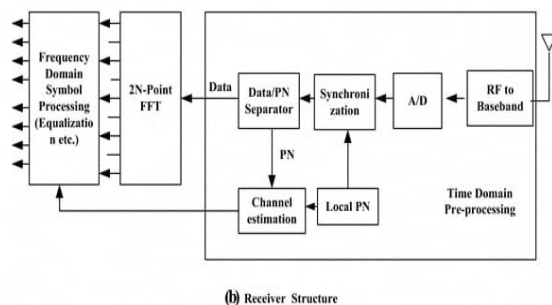 Frequency
Domain
Symbol
Processing
(Equalizatio
n etc.)
2N-Point
FFT
Data
Data/PN
Separator
Synchroni
zation
A/D
RF to
Baseband
PN
Channel
estimation
Local PN
Time Domain
Pre-processing
(b) Receiver Structure